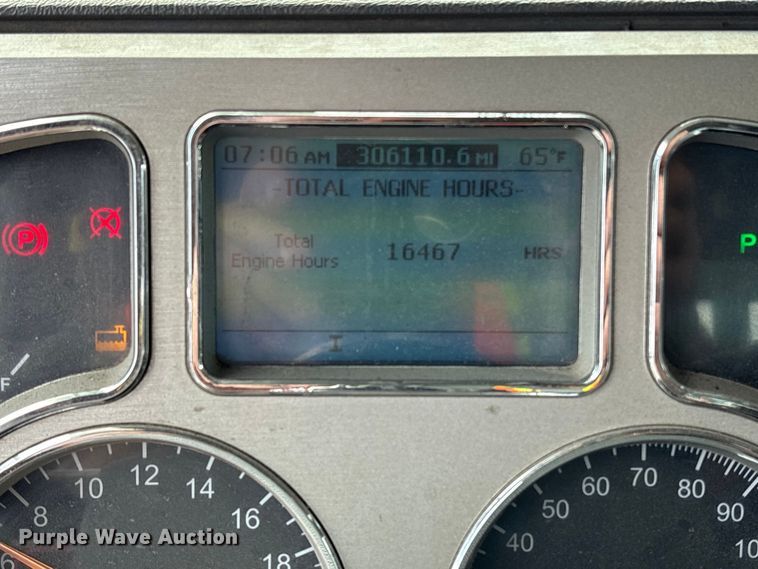 07:06 AM 306110.6 MI 65°F
-TOTAL ENGINE HOURS-
Total
Engine Hours 16467 HRS
I
P
P
F
6 8 10 12 14 16 18
40 50 60 70 80 90
Purple Wave Auction